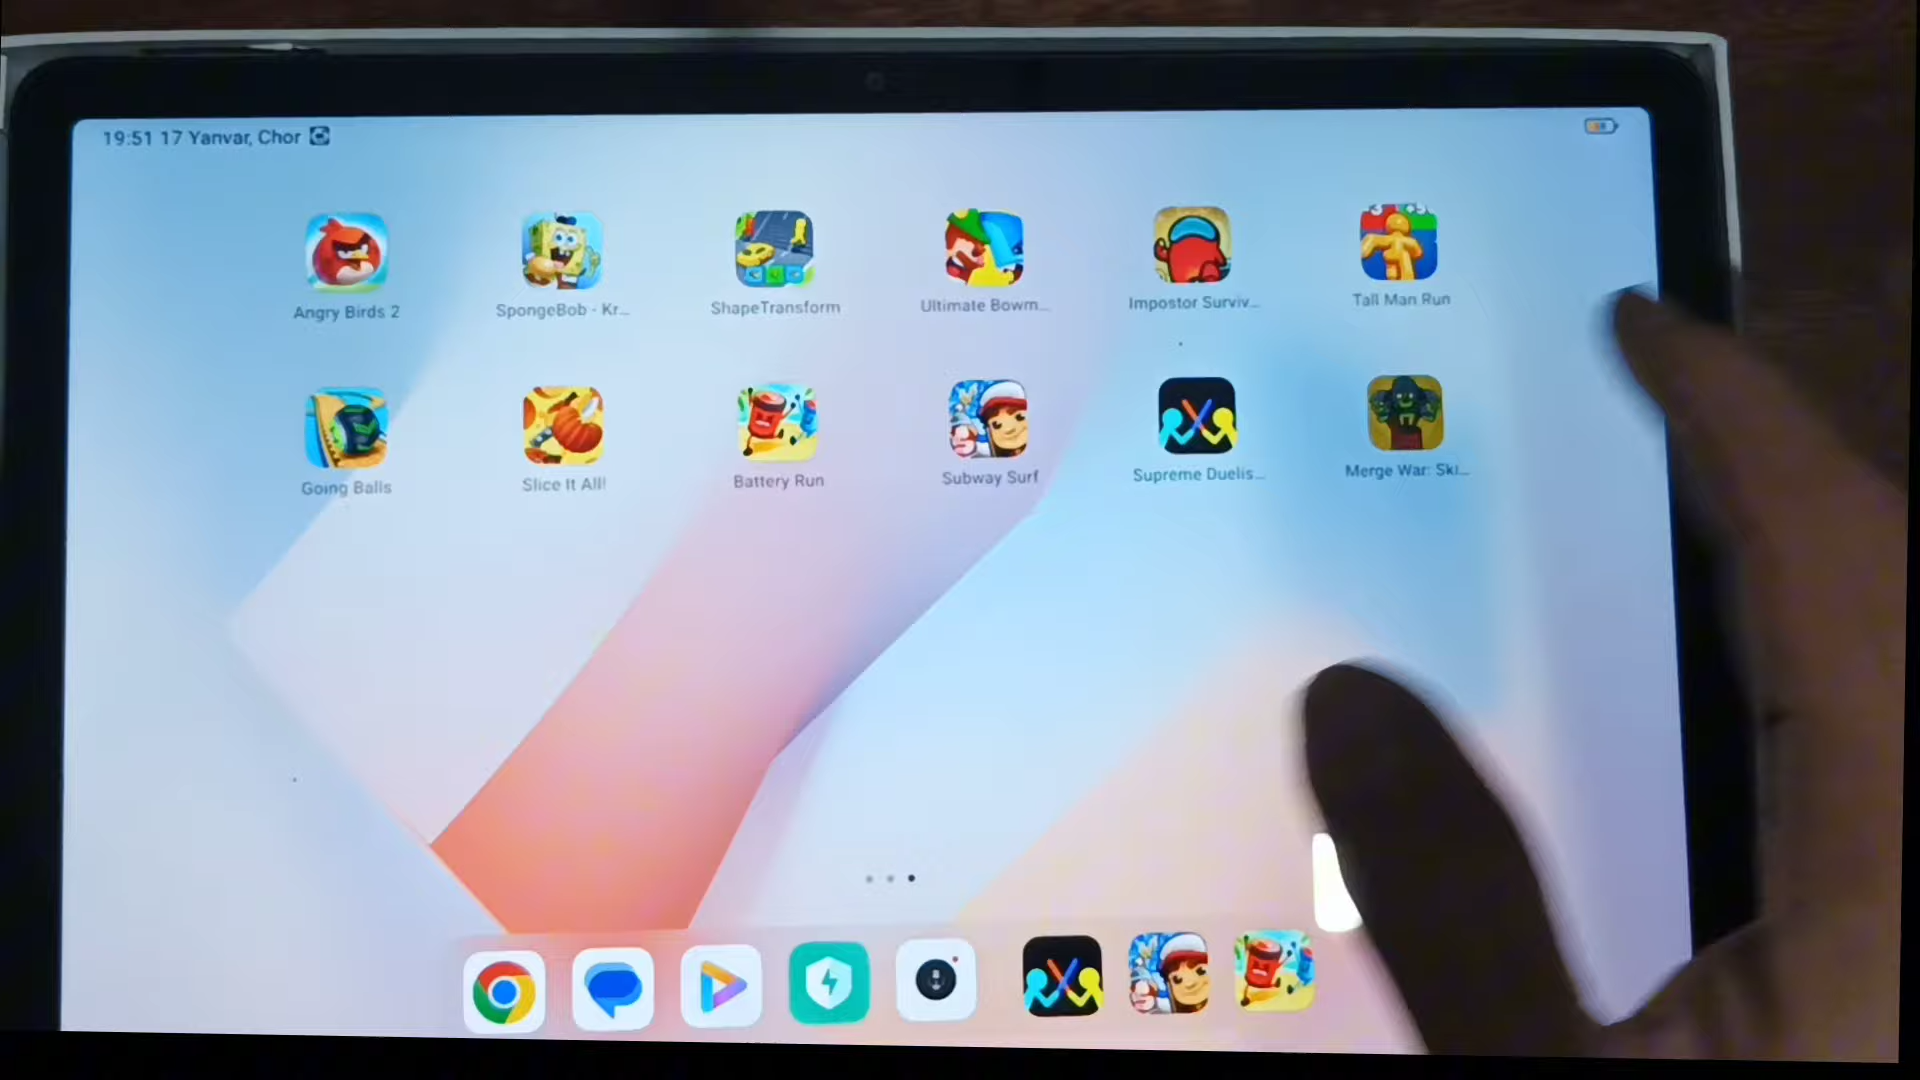 19:51 17 Yanvar, Chor
Angry Birds 2
SpongeBob - Kr...
ShapeTransform
Ultimate Bowm...
Impostor Surviv...
Tall Man Run
Going Balls
Slice It All!
Battery Run
Subway Surf
Supreme Duelis...
Merge War: Ski...